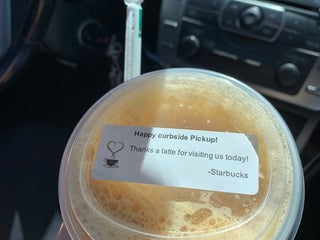 Happy curbside Pickup!
Thanks a latte for visiting us today!
-Starbucks